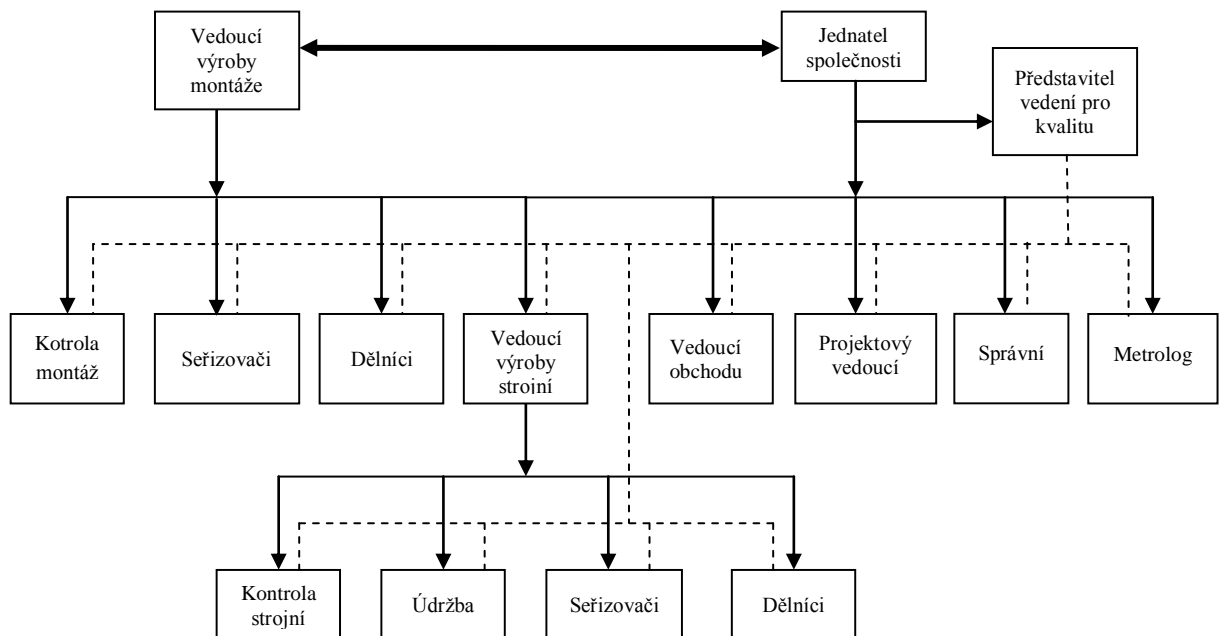 Vedoucí
výroby
montáže
Jednatel
společnosti
Představitel
vedení pro
kvalitu
Kotrola
montáž
Seřizovači
Dělníci
Vedoucí
výroby
strojní
Vedoucí
obchodu
Projektový
vedoucí
Správní
Metrolog
Kontrola
strojní
Údržba
Seřizovači
Dělníci